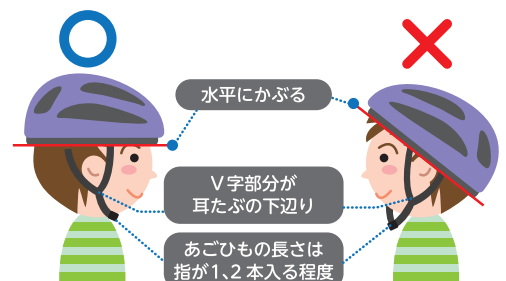 水平にかぶる
V字部分が
耳たぶの下辺り
あごひもの長さは
指が1、2本入る程度